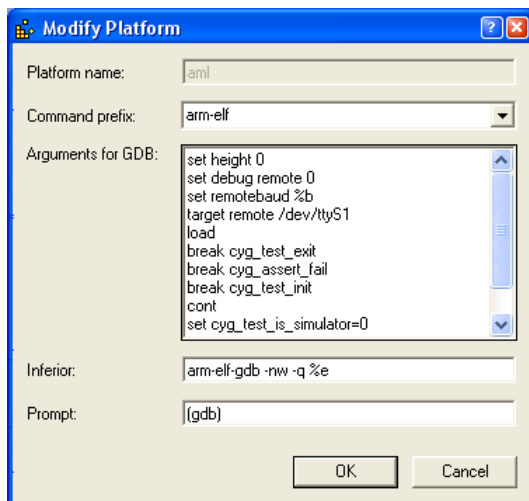 Modify Platform
Platform name: aml
Command prefix: arm-elf
Arguments for GDB:
set height 0
set debug remote 0
set remotebaud %b
target remote /dev/ttyS1
load
break cyg_test_exit
break cyg_assert_fail
break cyg_test_init
cont
set cyg_test_is_simulator=0
Inferior: arm-elf-gdb -nw -q %e
Prompt: (gdb)
OK Cancel